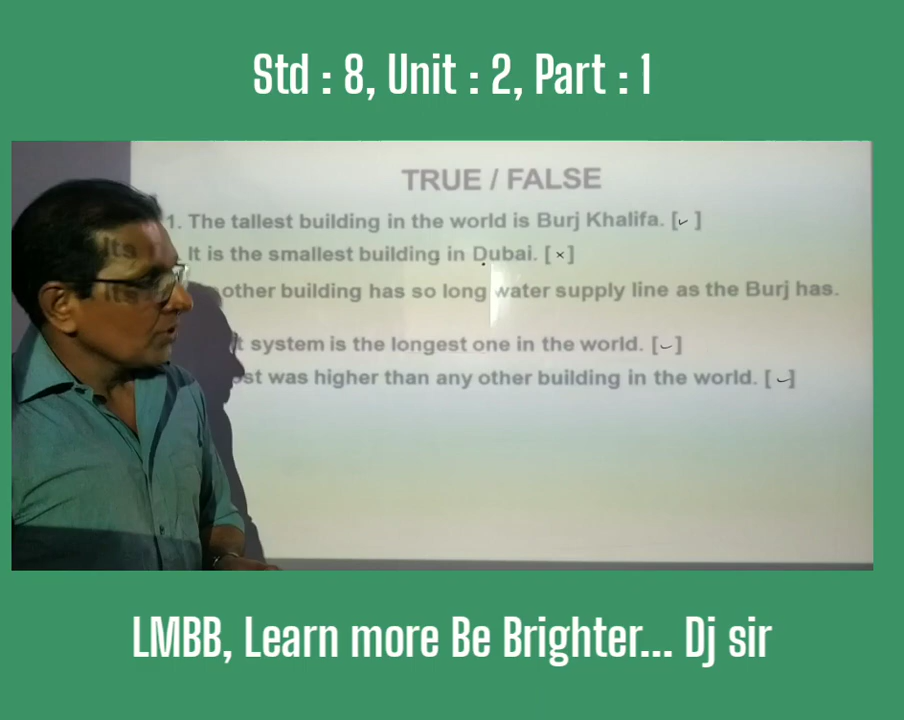 Std : 8, Unit : 2, Part : 1
TRUE / FALSE
1. The tallest building in the world is Burj Khalifa. [✓]
It is the smallest building in Dubai. [×]
other building has so long water supply line as the Burj has.
Its
Its
system is the longest one in the world. [✓]
was higher than any other building in the world. [✓]
LMBB, Learn more Be Brighter... Dj sir